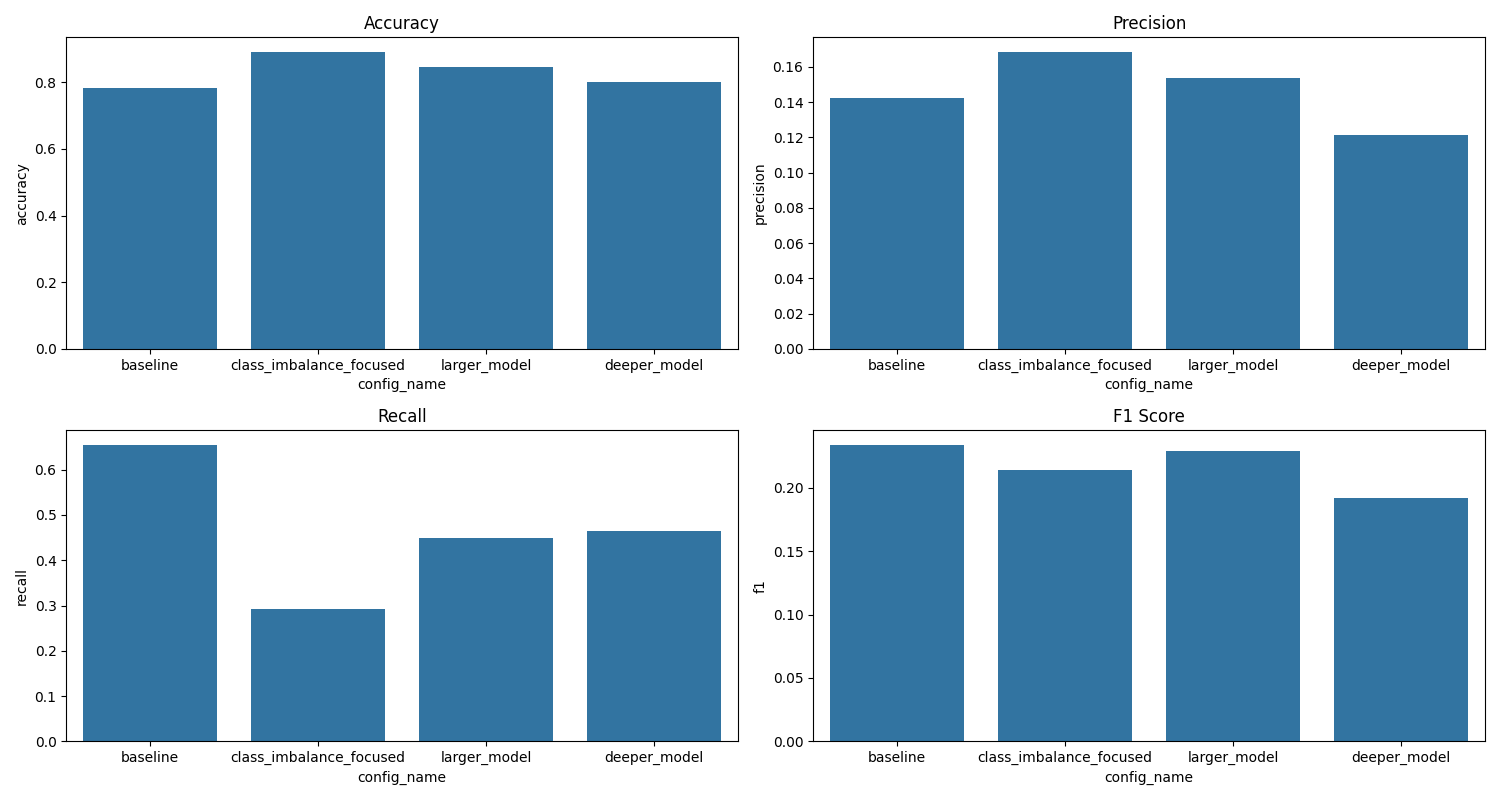 Accuracy
0.8
0.6
0.4
0.2
0.0
accuracy
baseline class_imbalance_focused larger_model deeper_model
config_name
Precision
0.16
0.14
0.12
0.10
0.08
0.06
0.04
0.02
0.00
precision
baseline class_imbalance_focused larger_model deeper_model
config_name
Recall
0.6
0.5
0.4
0.3
0.2
0.1
0.0
recall
baseline class_imbalance_focused larger_model deeper_model
config_name
F1 Score
0.20
0.15
0.10
0.05
0.00
f1
baseline class_imbalance_focused larger_model deeper_model
config_name